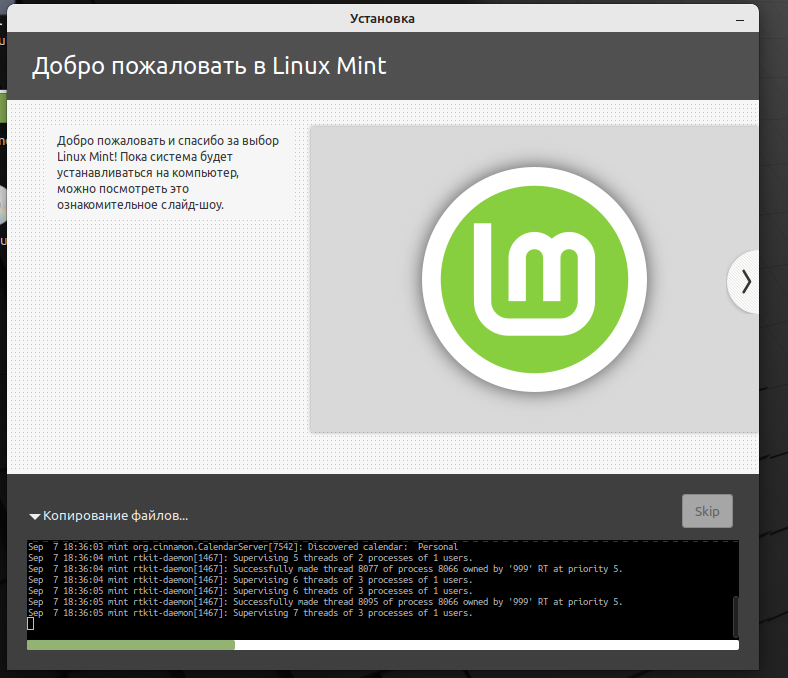 Установка
Добро пожаловать в Linux Mint
Добро пожаловать и спасибо за выбор
Linux Mint! Пока система будет
устанавливаться на компьютер,
можно посмотреть это
ознакомительное слайд-шоу.
Копирование файлов...
Skip
Sep  7 18:36:03 mint org.cinnamon.CalendarServer[7542]: Discovered calendar:  Personal
Sep  7 18:36:04 mint rtkit-daemon[1467]: Supervising 5 threads of 2 processes of 1 users.
Sep  7 18:36:04 mint rtkit-daemon[1467]: Successfully made thread 8077 of process 8066 owned by '999' RT at priority 5.
Sep  7 18:36:04 mint rtkit-daemon[1467]: Supervising 6 threads of 3 processes of 1 users.
Sep  7 18:36:05 mint rtkit-daemon[1467]: Supervising 6 threads of 3 processes of 1 users.
Sep  7 18:36:05 mint rtkit-daemon[1467]: Successfully made thread 8095 of process 8066 owned by '999' RT at priority 5.
Sep  7 18:36:05 mint rtkit-daemon[1467]: Supervising 7 threads of 3 processes of 1 users.